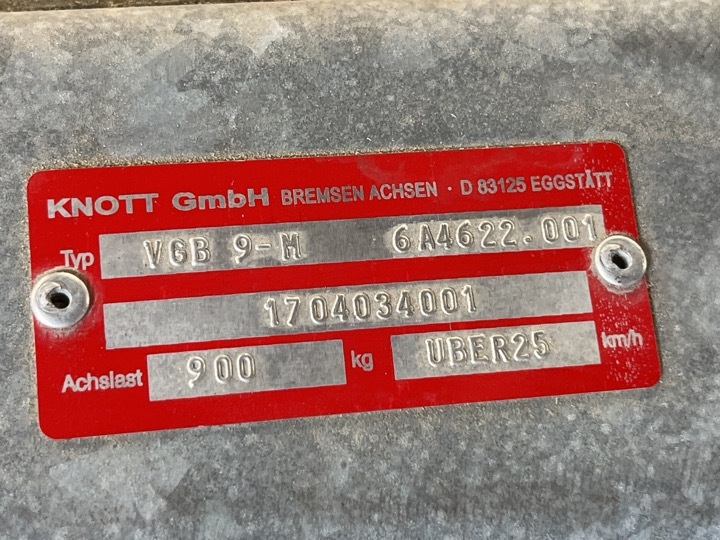 KNOTT GmbH BREMSEN ACHSEN · D 83125 EGGSTÄTT
Typ VGB 9-M 6A4622.001
1704034001
Achslast 900 kg UBER25 km/h